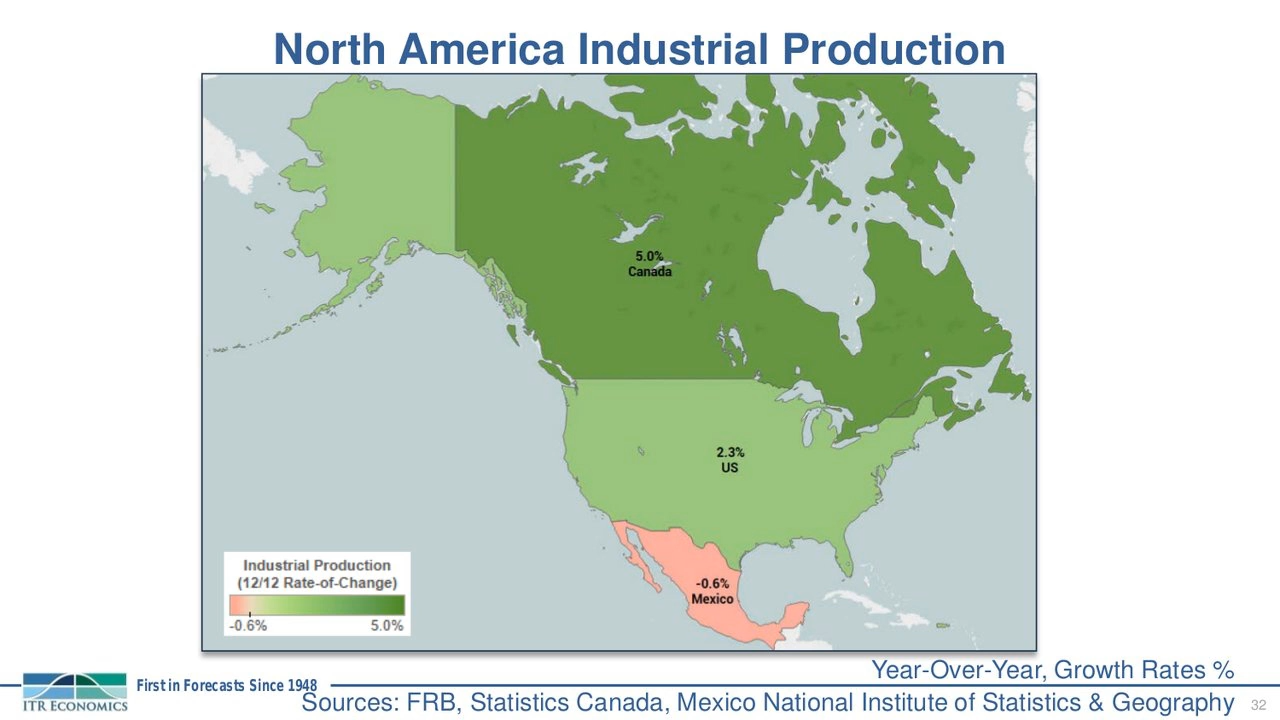 North America Industrial Production
5.0%
Canada
2.3%
US
-0.6%
Mexico
Industrial Production
(12/12 Rate-of-Change)
-0.6% 5.0%
Year-Over-Year, Growth Rates %
First in Forecasts Since 1948
ITR ECONOMICS
Sources: FRB, Statistics Canada, Mexico National Institute of Statistics & Geography
32